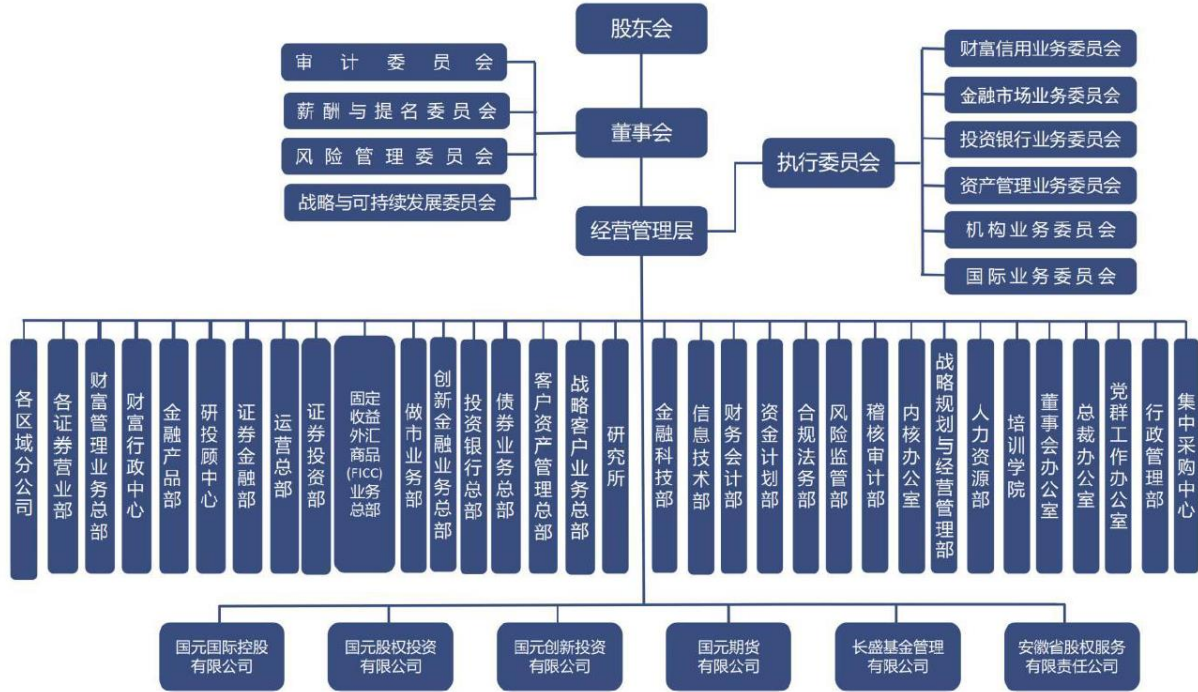 股东会
审计委员会
薪酬与提名委员会
风险管理委员会
战略与可持续发展委员会
董事会
经营管理层
执行委员会
财富信用业务委员会
金融市场业务委员会
投资银行业务委员会
资产管理业务委员会
机构业务委员会
国际业务委员会
各区域分公司
各证券营业部
财富管理业务总部
财富行政中心
金融产品部
研投顾中心
证券金融部
运营总部
证券投资部
固定
收益
外汇
商品
(FICC)
业务
总部
做市业务部
创新金融业务总部
投资银行总部
债券业务总部
客户资产管理总部
战略客户业务总部
研究所
金融科技部
信息技术部
财务会计部
资金计划部
合规法务部
风险监管部
稽核审计部
内核办公室
战略规划与经营管理部
人力资源部
培训学院
董事会办公室
总裁办公室
党群工作办公室
行政管理部
集中采购中心
国元国际控股
有限公司
国元股权投资
有限公司
国元创新投资
有限公司
国元期货
有限公司
长盛基金管理
有限公司
安徽省股权服务
有限责任公司